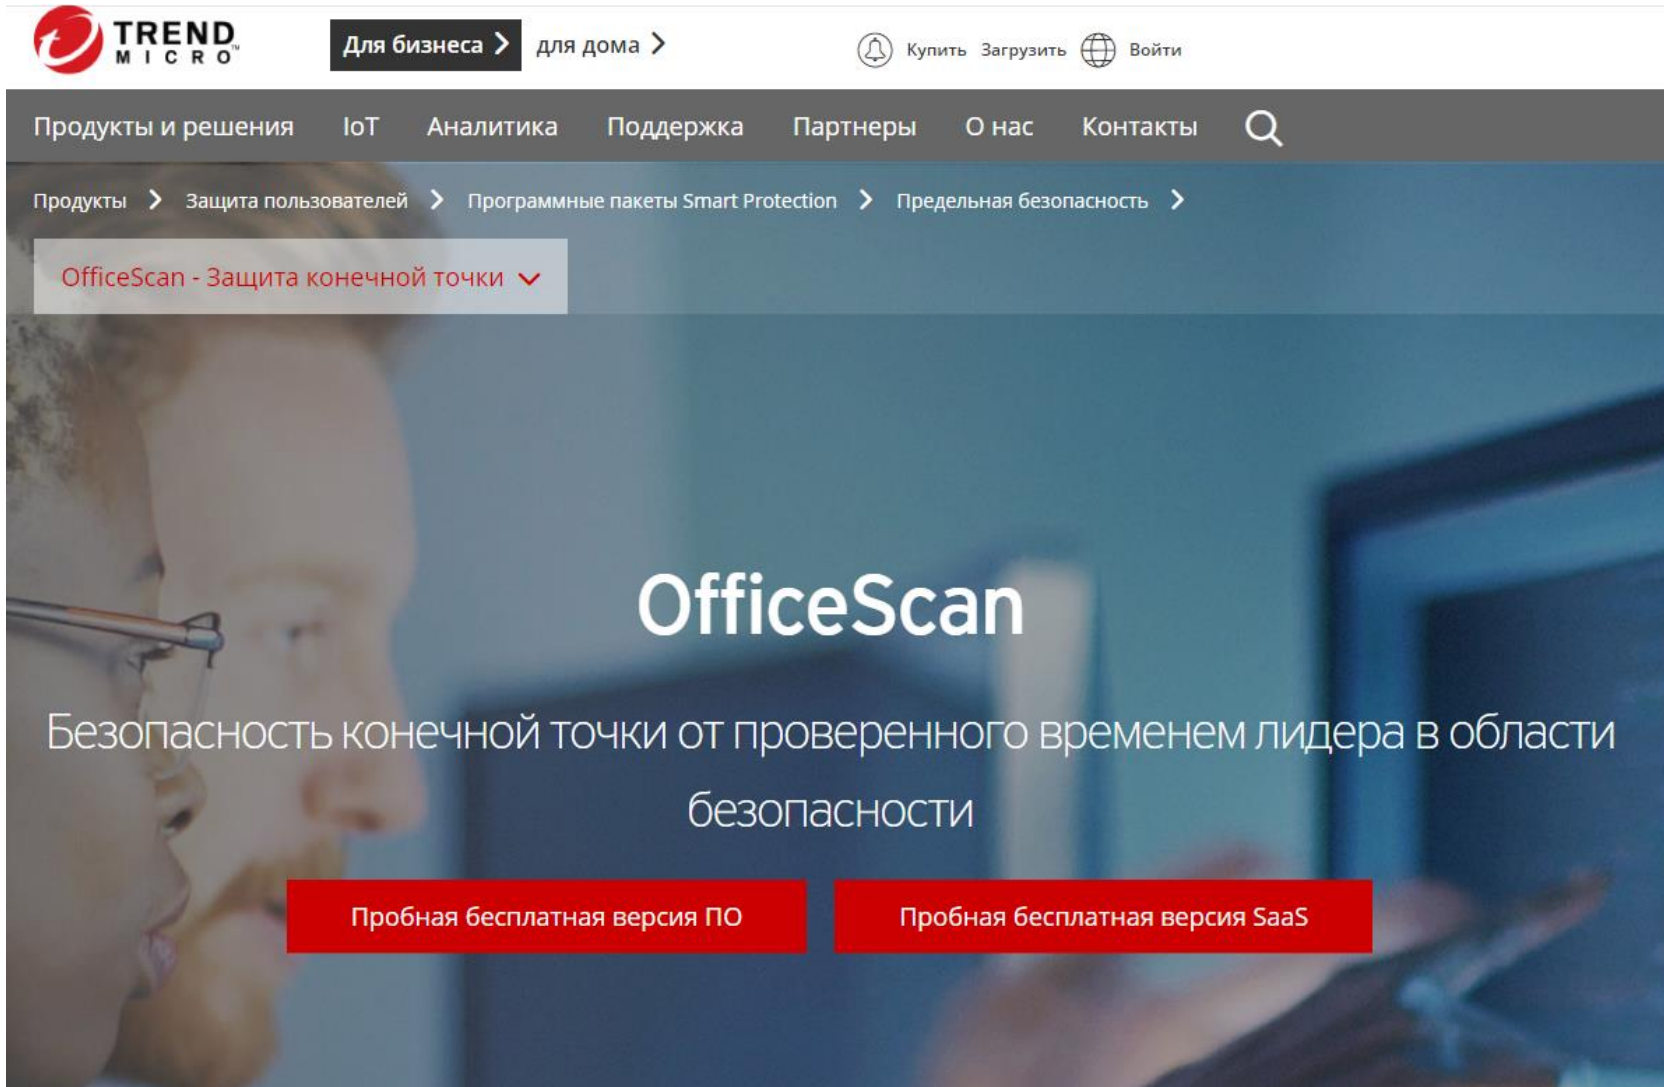 TREND
MICRO™
Для бизнеса для дома
Купить Загрузить Войти
Продукты и решения IoT Аналитика Поддержка Партнеры О нас Контакты
Продукты Защита пользователей Программные пакеты Smart Protection Предельная безопасность
OfficeScan - Защита конечной точки
OfficeScan
Безопасность конечной точки от проверенного временем лидера в области
безопасности
Пробная бесплатная версия ПО Пробная бесплатная версия SaaS